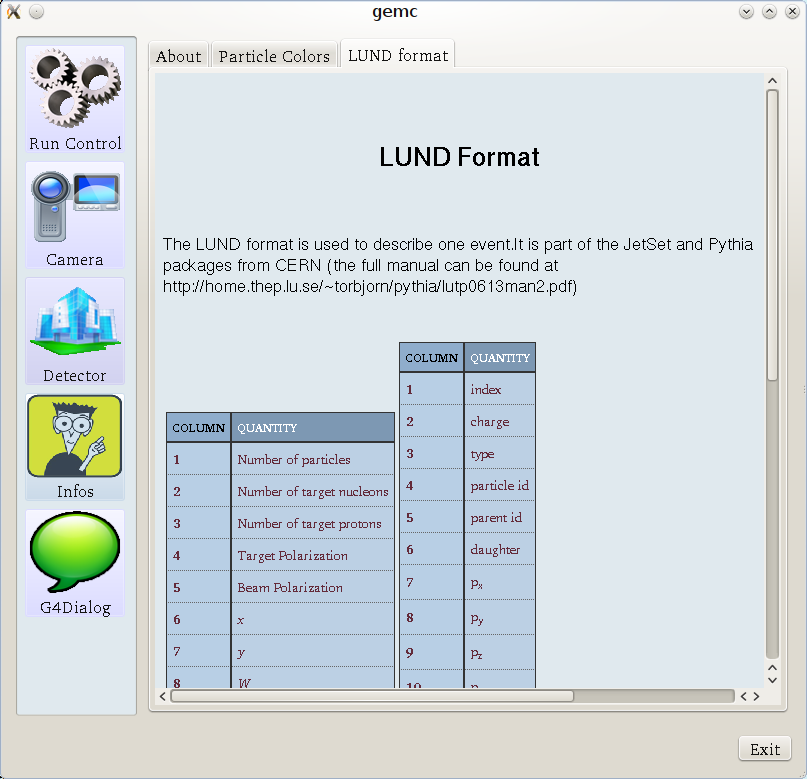 gemc
Run Control
Camera
Detector
Infos
G4Dialog
About
Particle Colors
LUND format
LUND Format
The LUND format is used to describe one event.It is part of the JetSet and Pythia
packages from CERN (the full manual can be found at
http://home.thep.lu.se/~torbjorn/pythia/lutp0613man2.pdf)
COLUMN QUANTITY
1 Number of particles
2 Number of target nucleons
3 Number of target protons
4 Target Polarization
5 Beam Polarization
6 x
7 y
8 W
COLUMN QUANTITY
1 index
2 charge
3 type
4 particle id
5 parent id
6 daughter
7 px
8 py
9 pz
10
Exit